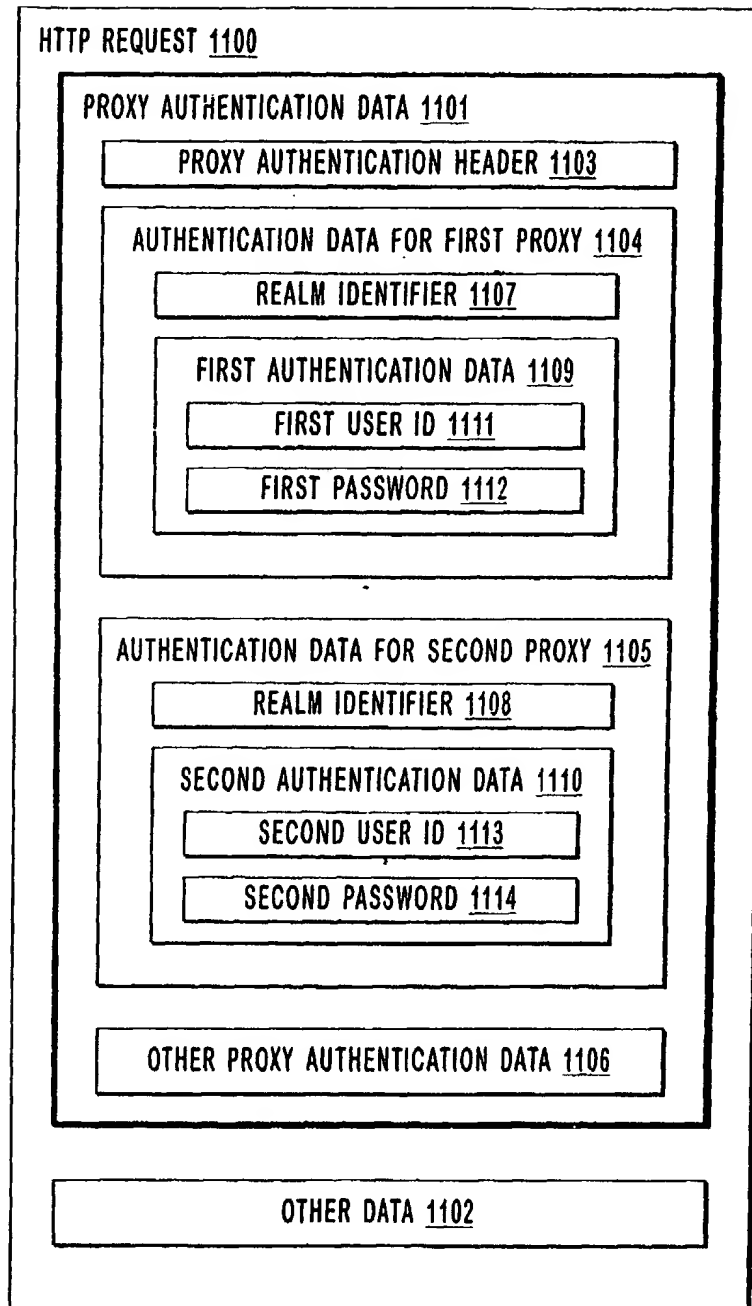 HTTP REQUEST 1100
PROXY AUTHENTICATION DATA 1101
PROXY AUTHENTICATION HEADER 1103
AUTHENTICATION DATA FOR FIRST PROXY 1104
REALM IDENTIFIER 1107
FIRST AUTHENTICATION DATA 1109
FIRST USER ID 1111
FIRST PASSWORD 1112
AUTHENTICATION DATA FOR SECOND PROXY 1105
REALM IDENTIFIER 1108
SECOND AUTHENTICATION DATA 1110
SECOND USER ID 1113
SECOND PASSWORD 1114
OTHER PROXY AUTHENTICATION DATA 1106
OTHER DATA 1102